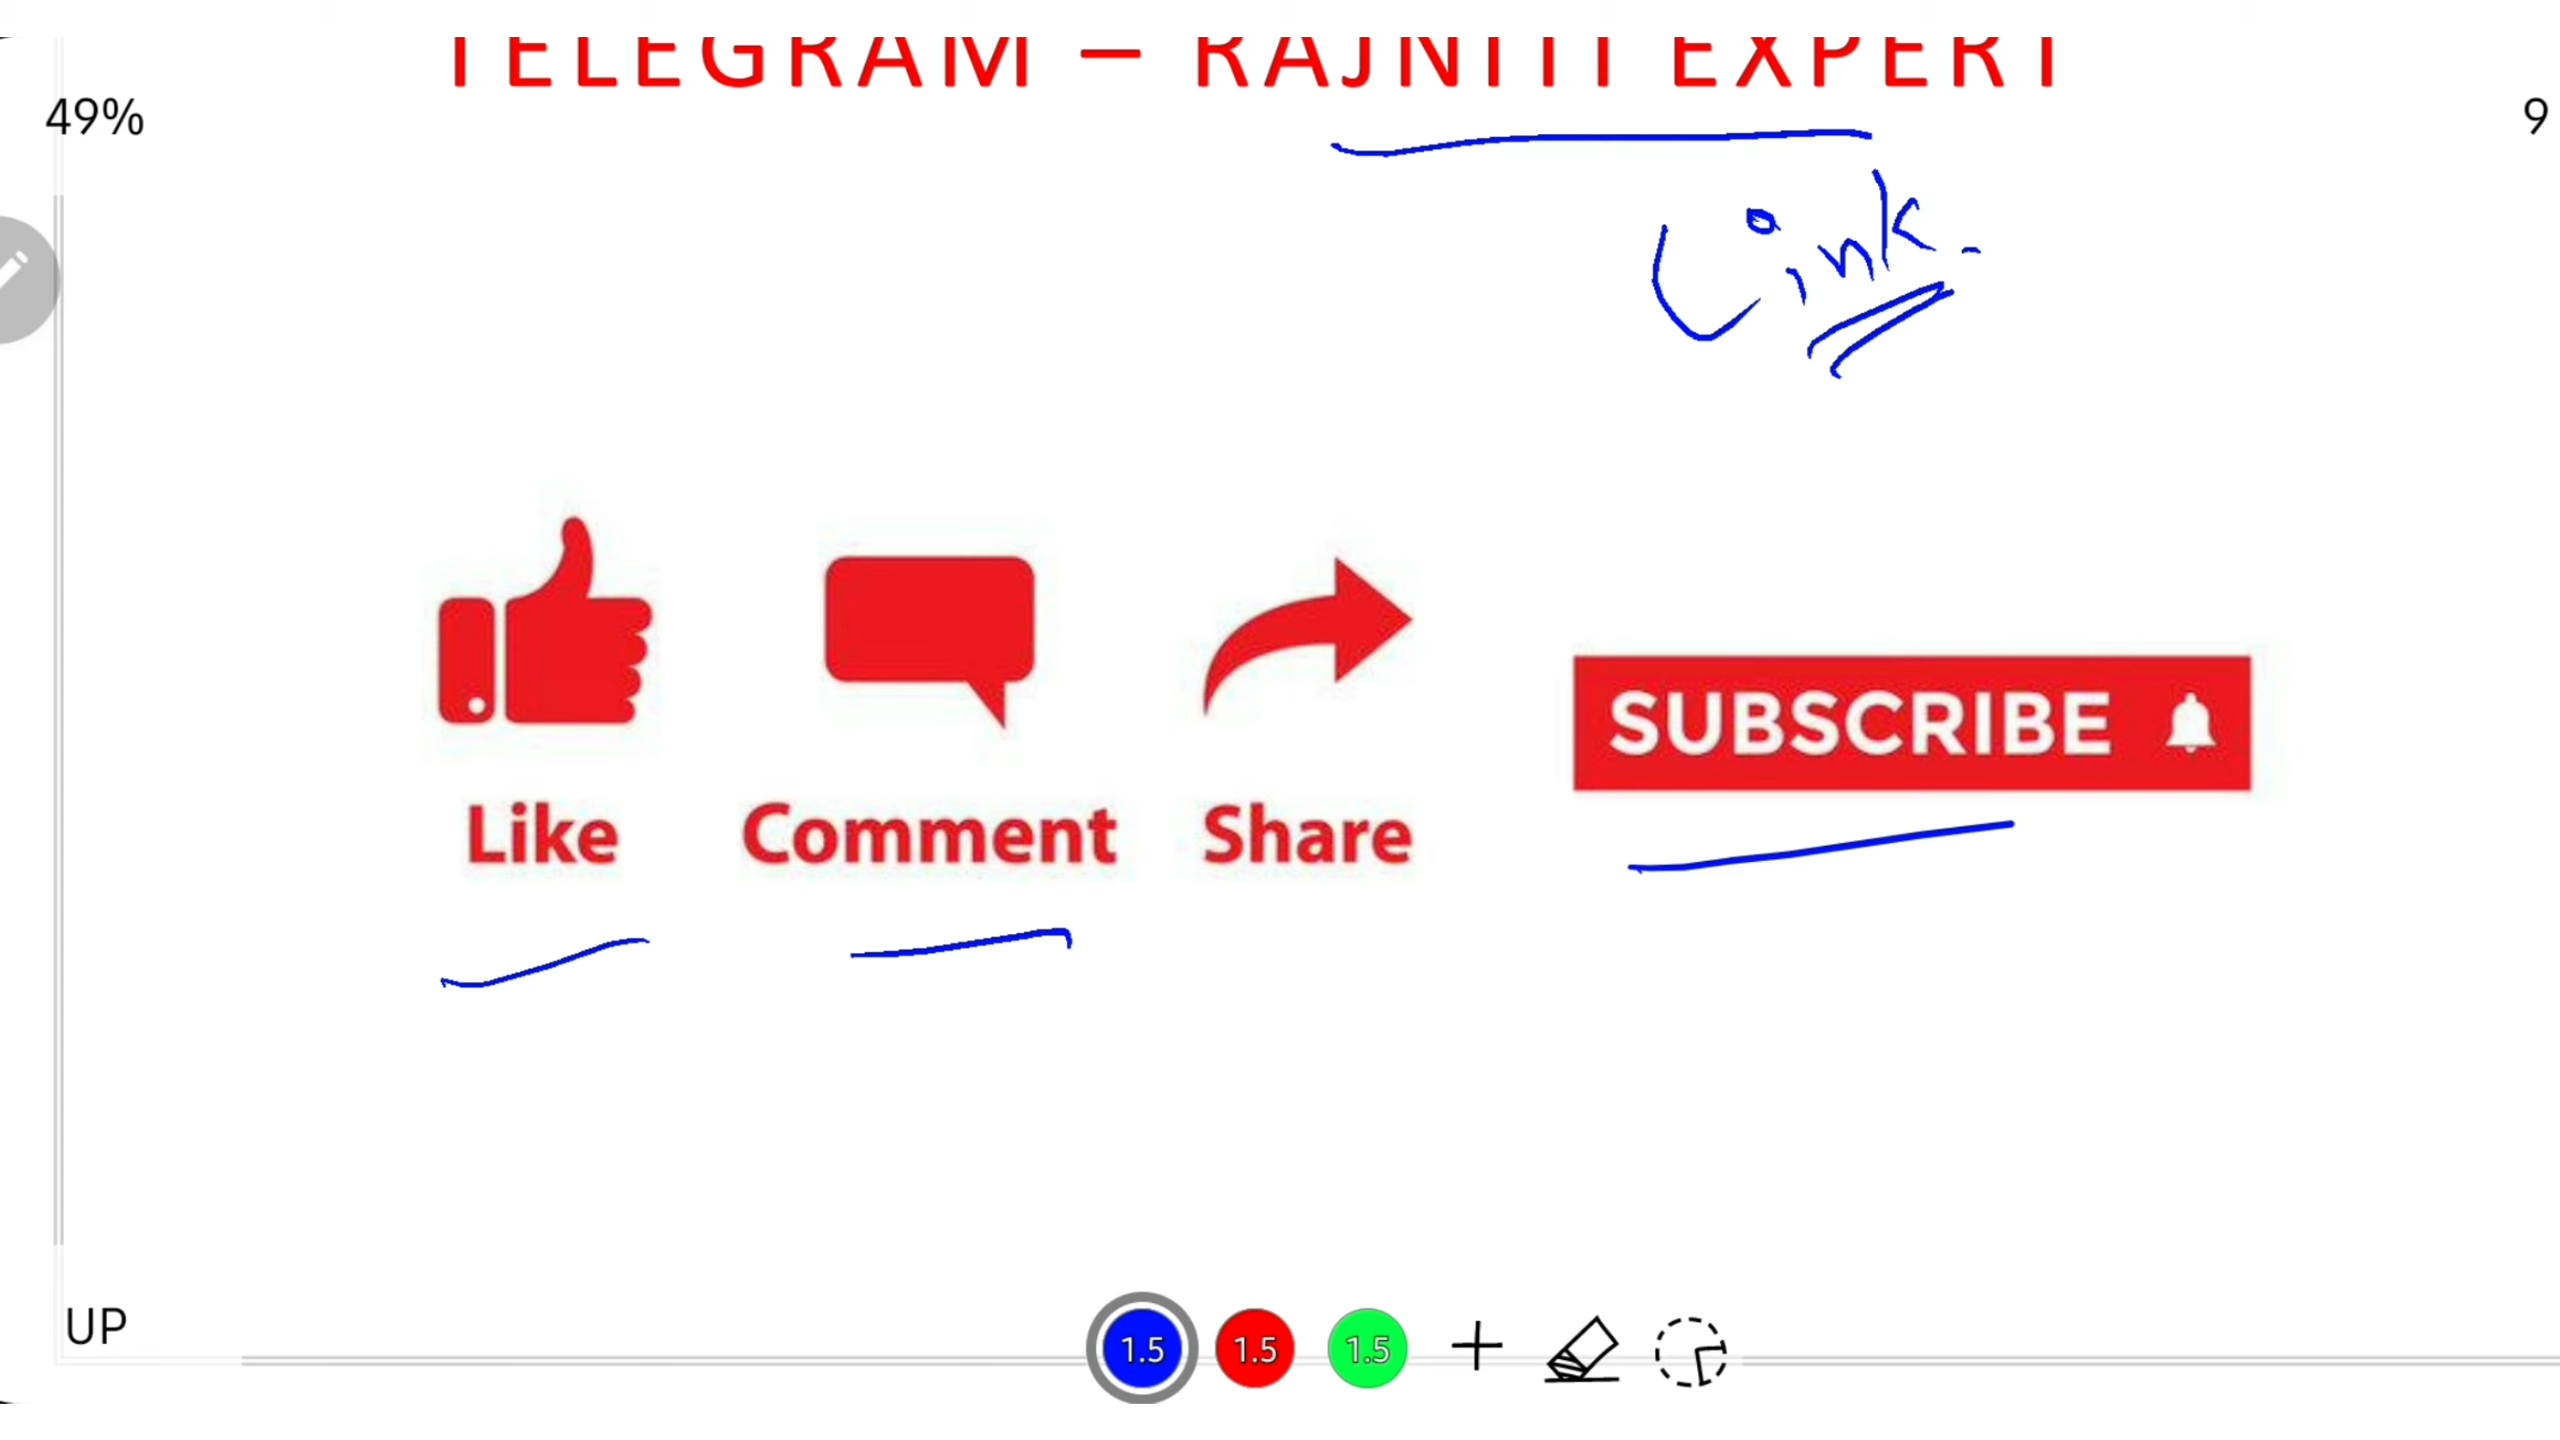 TELEGRAM – RAJNITI EXPERT
49%
9
Link.
SUBSCRIBE
Like Comment Share
UP
1.5 1.5 1.5